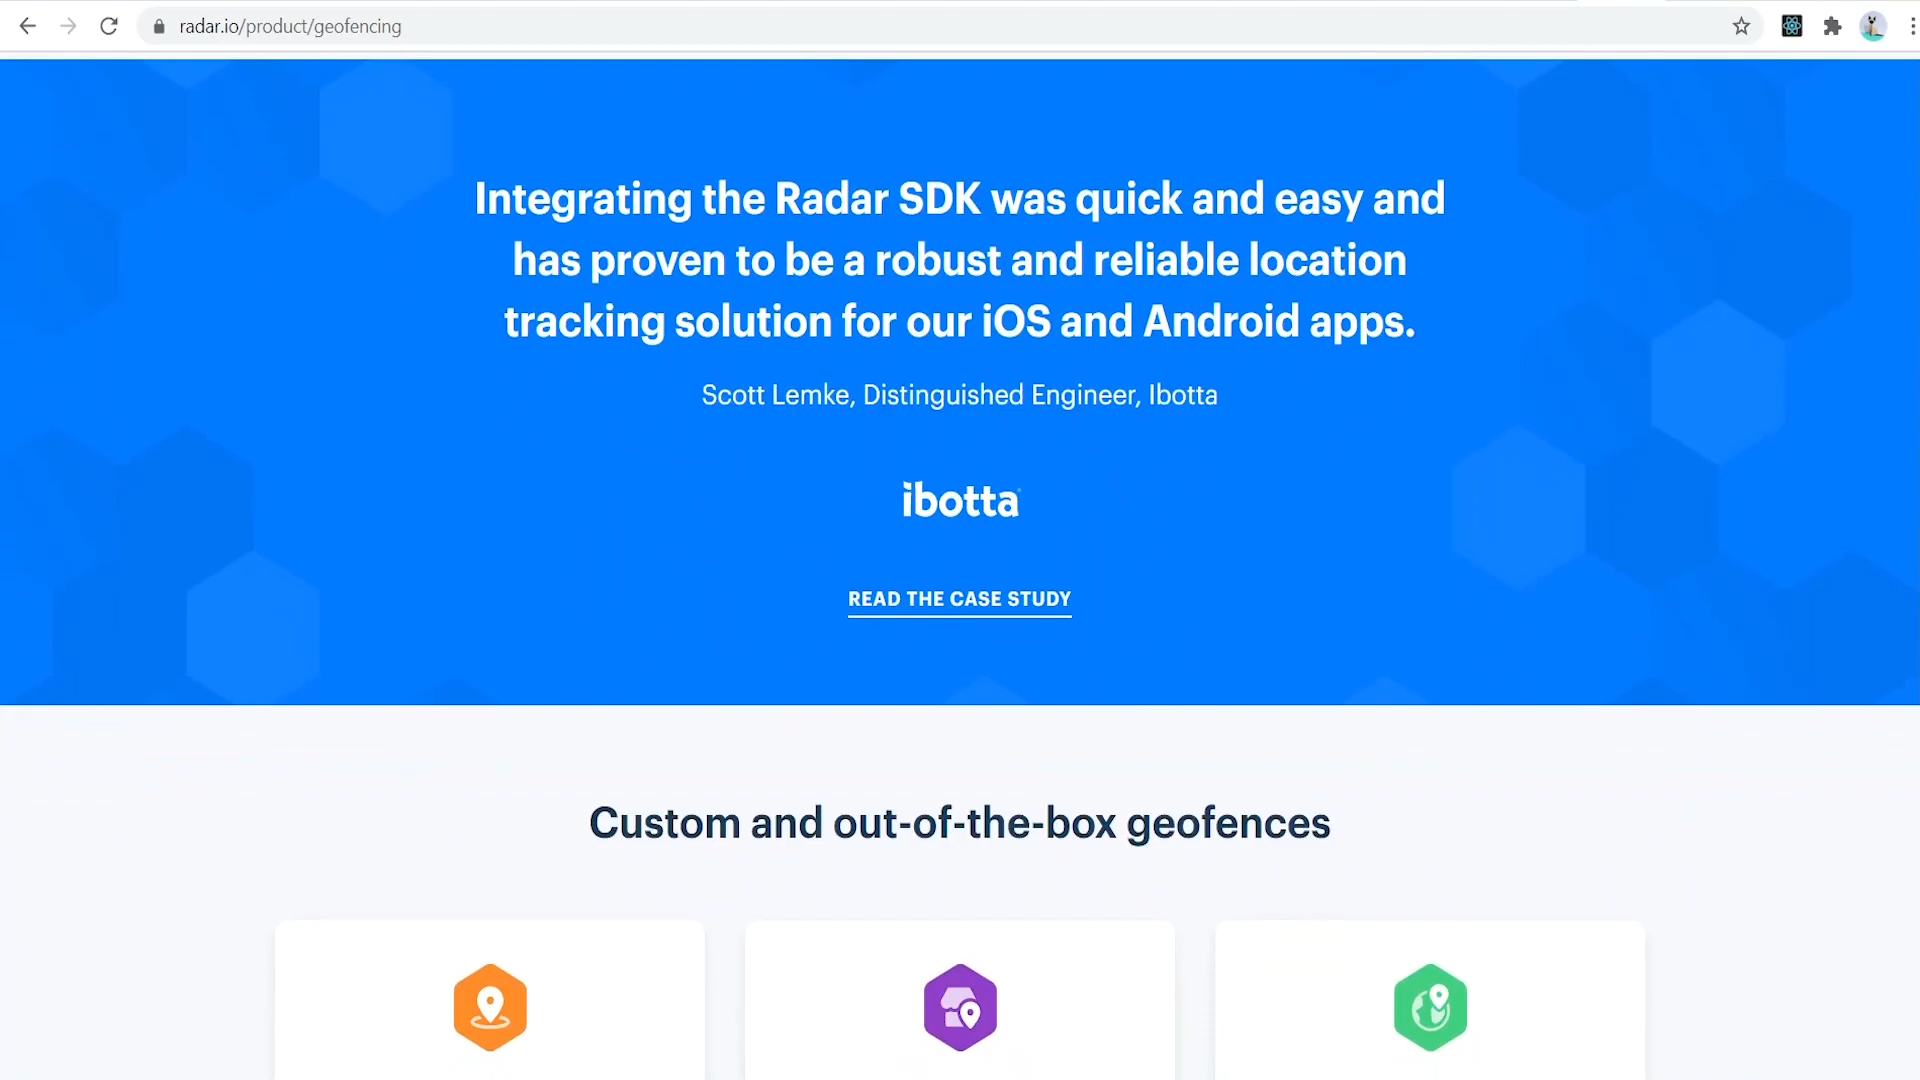 radar.io/product/geofencing
Integrating the Radar SDK was quick and easy and
has proven to be a robust and reliable location
tracking solution for our iOS and Android apps.
Scott Lemke, Distinguished Engineer, Ibotta
ibotta
READ THE CASE STUDY
Custom and out-of-the-box geofences